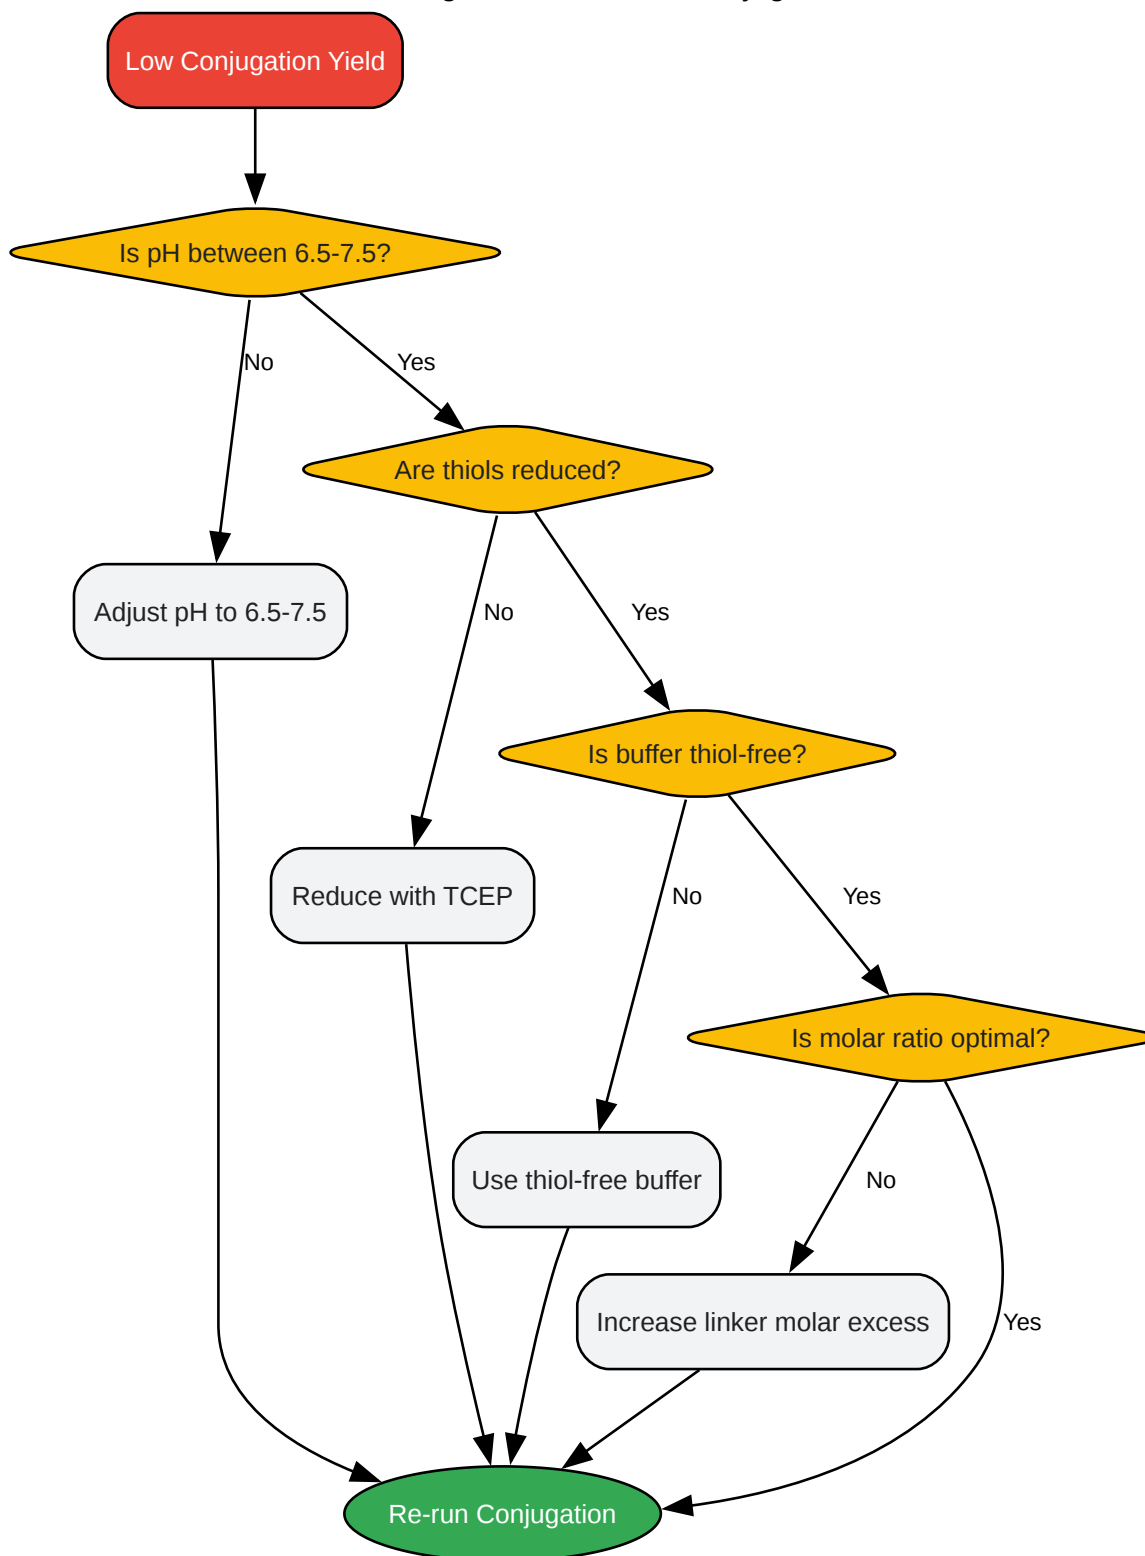 Low Conjugation Yield
Is pH between 6.5-7.5?
No
Yes
Are thiols reduced?
Adjust pH to 6.5-7.5
No
Yes
Is buffer thiol-free?
Reduce with TCEP
No
Yes
Is molar ratio optimal?
Use thiol-free buffer
No
Increase linker molar excess
Yes
Re-run Conjugation